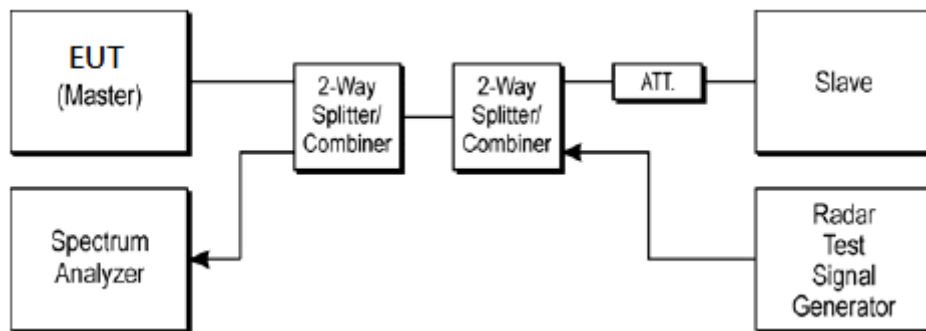 EUT
(Master)
2-Way
Splitter/
Combiner
2-Way
Splitter/
Combiner
ATT.
Slave
Spectrum
Analyzer
Radar
Test
Signal
Generator